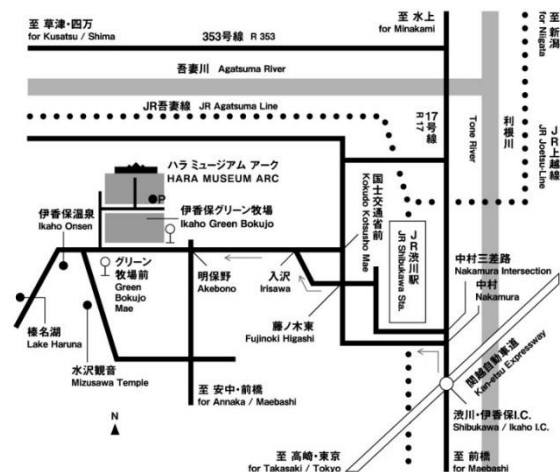 至 草津・四万
for Kusatsu / Shima
353号線 R 353
至 水上
for Minakami
至 新潟
for Niigata
吾妻川 Agatsuma River
JR吾妻線 JR Agatsuma Line
17号線
R 17
利根川
Tone River
JR上越線
JR Joetsu-Line
ハラ ミュージアム アーク
HARA MUSEUM ARC
P
伊香保グリーン牧場
Ikaho Green Bokujo
伊香保温泉
Ikaho Onsen
国士交通省前
Kokudo Kotsusho Mae
JR渋川駅
JR Shibukawa Sta.
グリーン
牧場前
Green
Bokujo
Mae
明保野
Akebono
入沢
Irisawa
中村三差路
Nakamura Intersection
中村
Nakamura
藤ノ木東
Fujinoki Higashi
榛名湖
Lake Haruna
水沢観音
Mizusawa Temple
関越自動車道
Kan-etsu Expressway
至 安中・前橋
for Annaka / Maebashi
渋川・伊香保I.C.
Shibukawa / Ikaho I.C.
N
至 高崎・東京
for Takasaki / Tokyo
至 前橋
for Maebashi